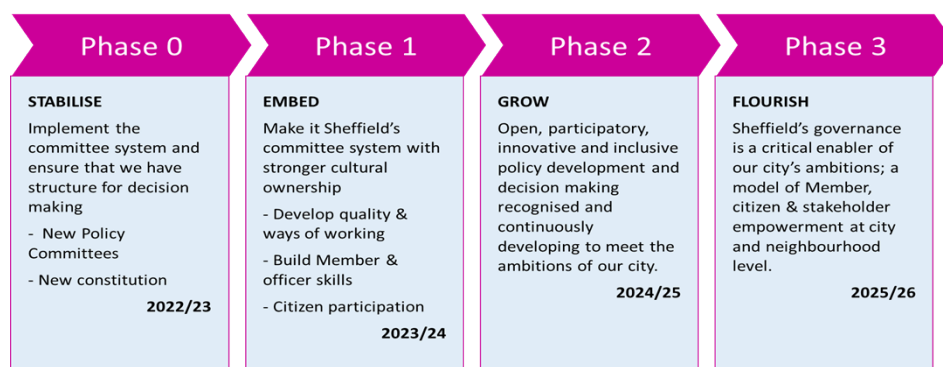 Phase 0
STABILISE
Implement the
committee system and
ensure that we have
structure for decision
making
- New Policy
Committees
- New constitution
2022/23
Phase 1
EMBED
Make it Sheffield's
committee system with
stronger cultural
ownership
- Develop quality &
ways of working
- Build Member &
officer skills
- Citizen participation
2023/24
Phase 2
GROW
Open, participatory,
innovative and inclusive
policy development and
decision making
recognised and
continuously
developing to meet the
ambitions of our city.
2024/25
Phase 3
FLOURISH
Sheffield's governance
is a critical enabler of
our city's ambitions; a
model of Member,
citizen & stakeholder
empowerment at city
and neighbourhood
level.
2025/26